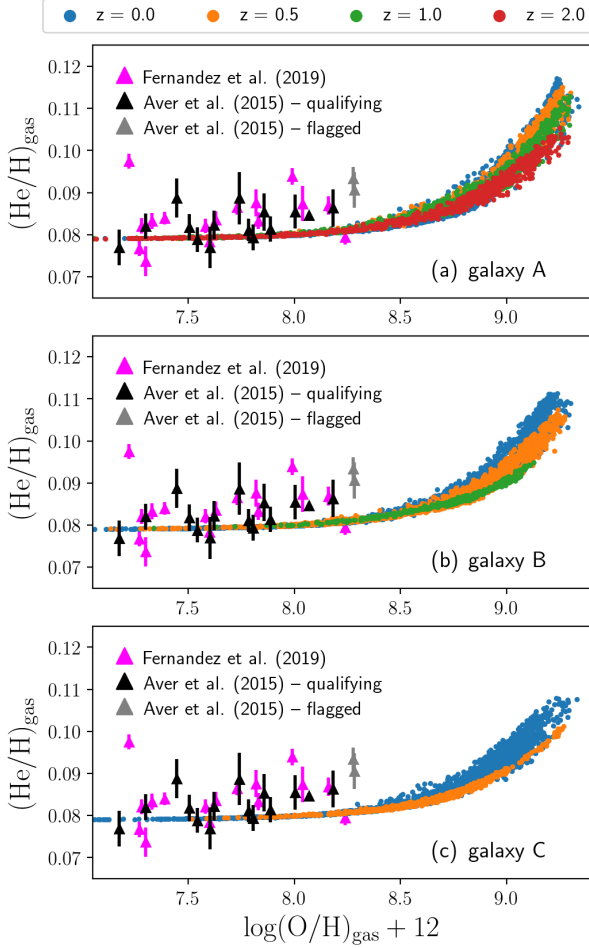 z = 0.0 z = 0.5 z = 1.0 z = 2.0
0.12
0.11
0.10
0.09
0.08
0.07
(He/H)gas
Fernandez et al. (2019)
Aver et al. (2015) – qualifying
Aver et al. (2015) – flagged
(a) galaxy A
7.5 8.0 8.5 9.0
0.12
0.11
0.10
0.09
0.08
0.07
(He/H)gas
Fernandez et al. (2019)
Aver et al. (2015) – qualifying
Aver et al. (2015) – flagged
(b) galaxy B
7.5 8.0 8.5 9.0
0.12
0.11
0.10
0.09
0.08
0.07
(He/H)gas
Fernandez et al. (2019)
Aver et al. (2015) – qualifying
Aver et al. (2015) – flagged
(c) galaxy C
7.5 8.0 8.5 9.0
log(O/H)gas + 12